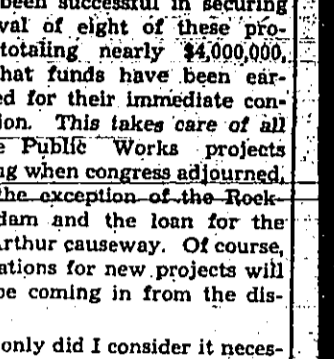 been successful in securing
val of eight of these pro-
totaling nearly $4,000,000,
hat funds have been ear-
ed for their immediate con-
ion. This takes care of all
e Public Works projects
ng when congress adjourned,
the exception of the Rock-
dam and the loan for the
Arthur causeway. Of course,
ations for new projects will
be coming in from the dis-
only did I consider it neces-